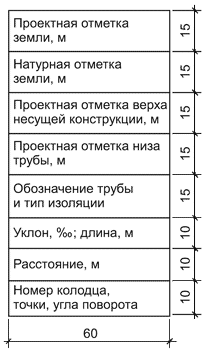 Проектная отметка
земли, м
15
Натурная отметка
земли, м
15
Проектная отметка верха
несущей конструкции, м
15
Проектная отметка низа
трубы, м
15
Обозначение трубы
и тип изоляции
15
Уклон, ‰; длина, м
10
Расстояние, м
10
Номер колодца,
точки, угла поворота
10
60